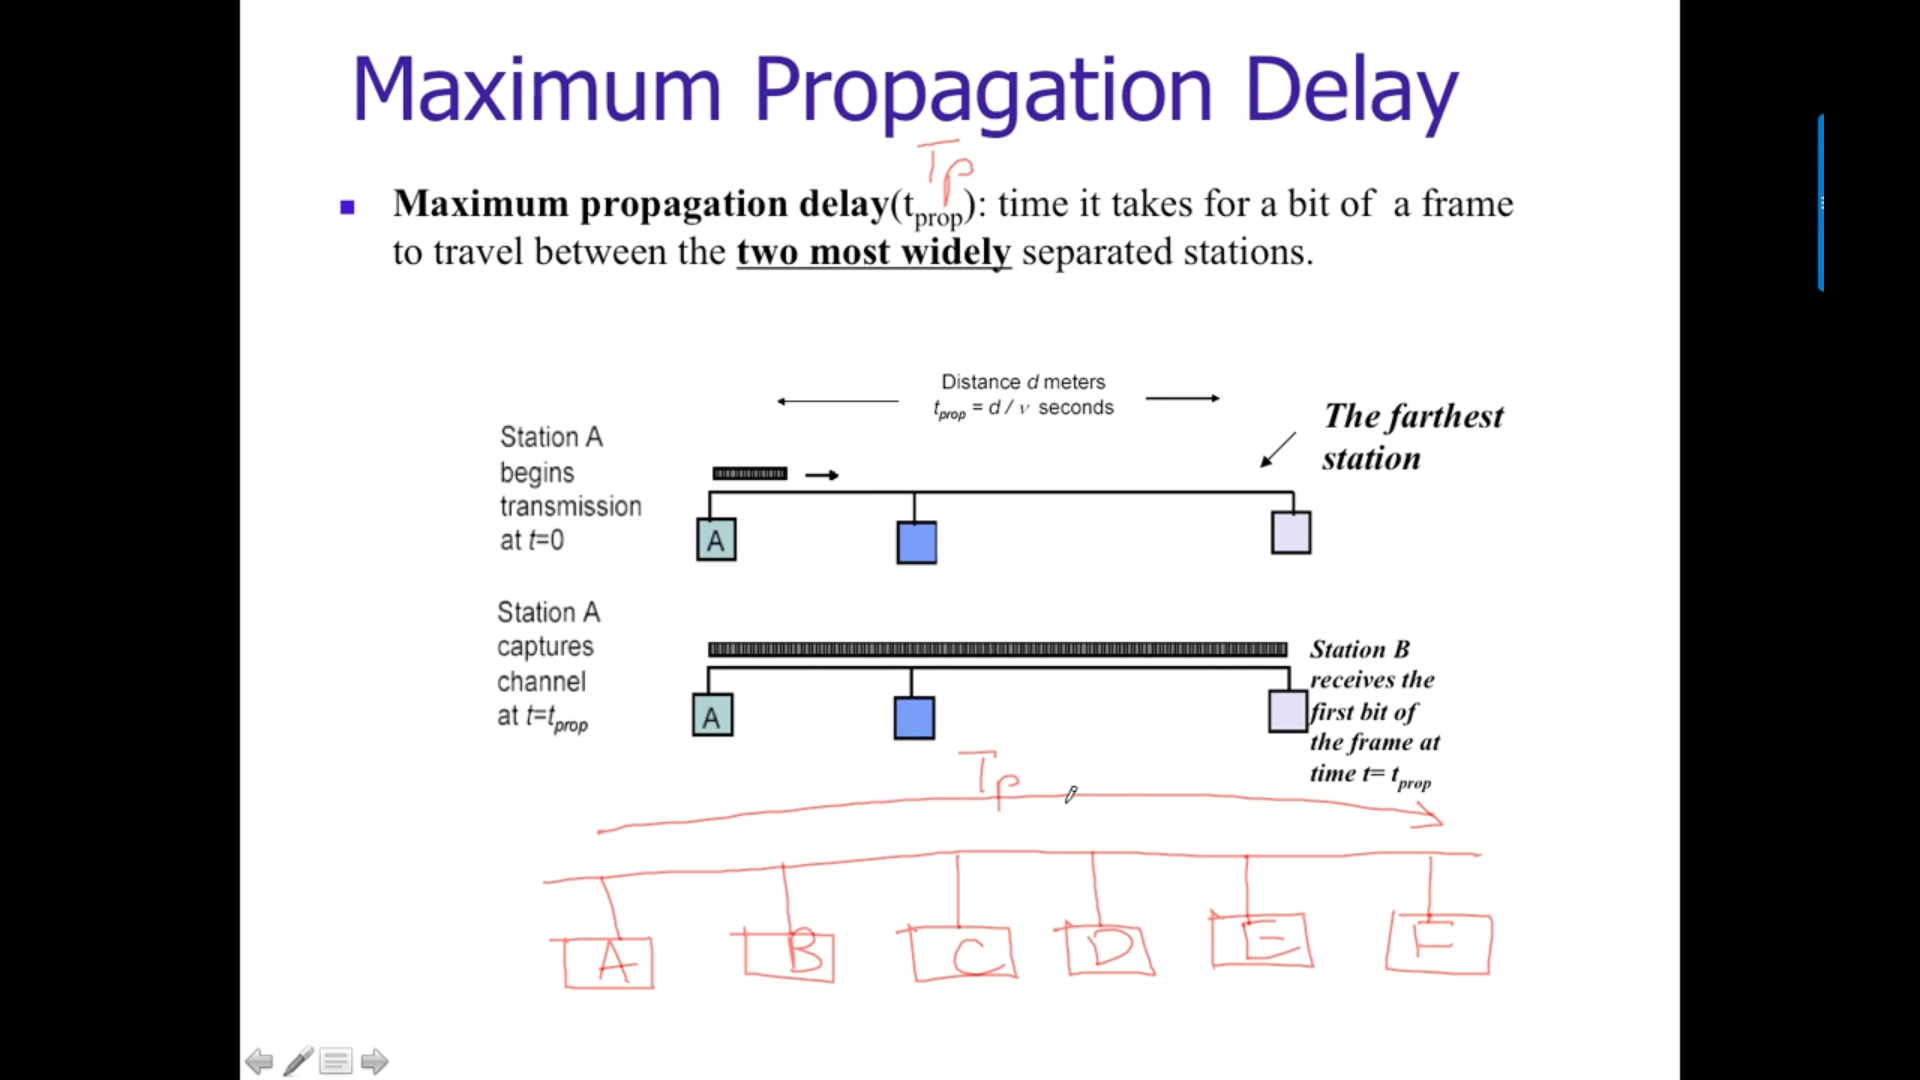 Maximum Propagation Delay
Tp
Maximum propagation delay(tprop): time it takes for a bit of a frame
to travel between the two most widely separated stations.
Distance d meters
tprop = d / v seconds
The farthest
station
Station A
begins
transmission
at t=0
A
Station A
captures
channel
at t=tprop
A
Station B
receives the
first bit of
the frame at
time t= tprop
Tp
A B C D E F